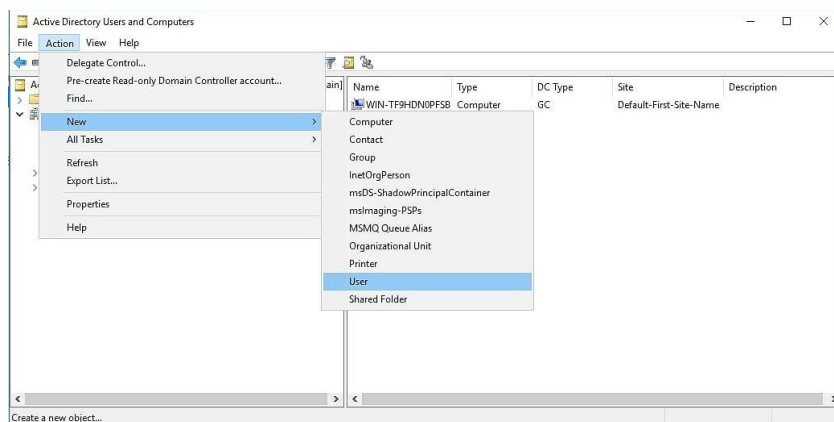 Active Directory Users and Computers
File Action View Help
Delegate Control...
Pre-create Read-only Domain Controller account...
Find...
New
All Tasks
Refresh
Export List...
Properties
Help
Computer
Contact
Group
InetOrgPerson
msDS-ShadowPrincipalContainer
msImaging-PSPs
MSMQ Queue Alias
Organizational Unit
Printer
User
Shared Folder
ain] Name Type DC Type Site Description
WIN-TF9HDN0PFSB Computer GC Default-First-Site-Name
Create a new object...